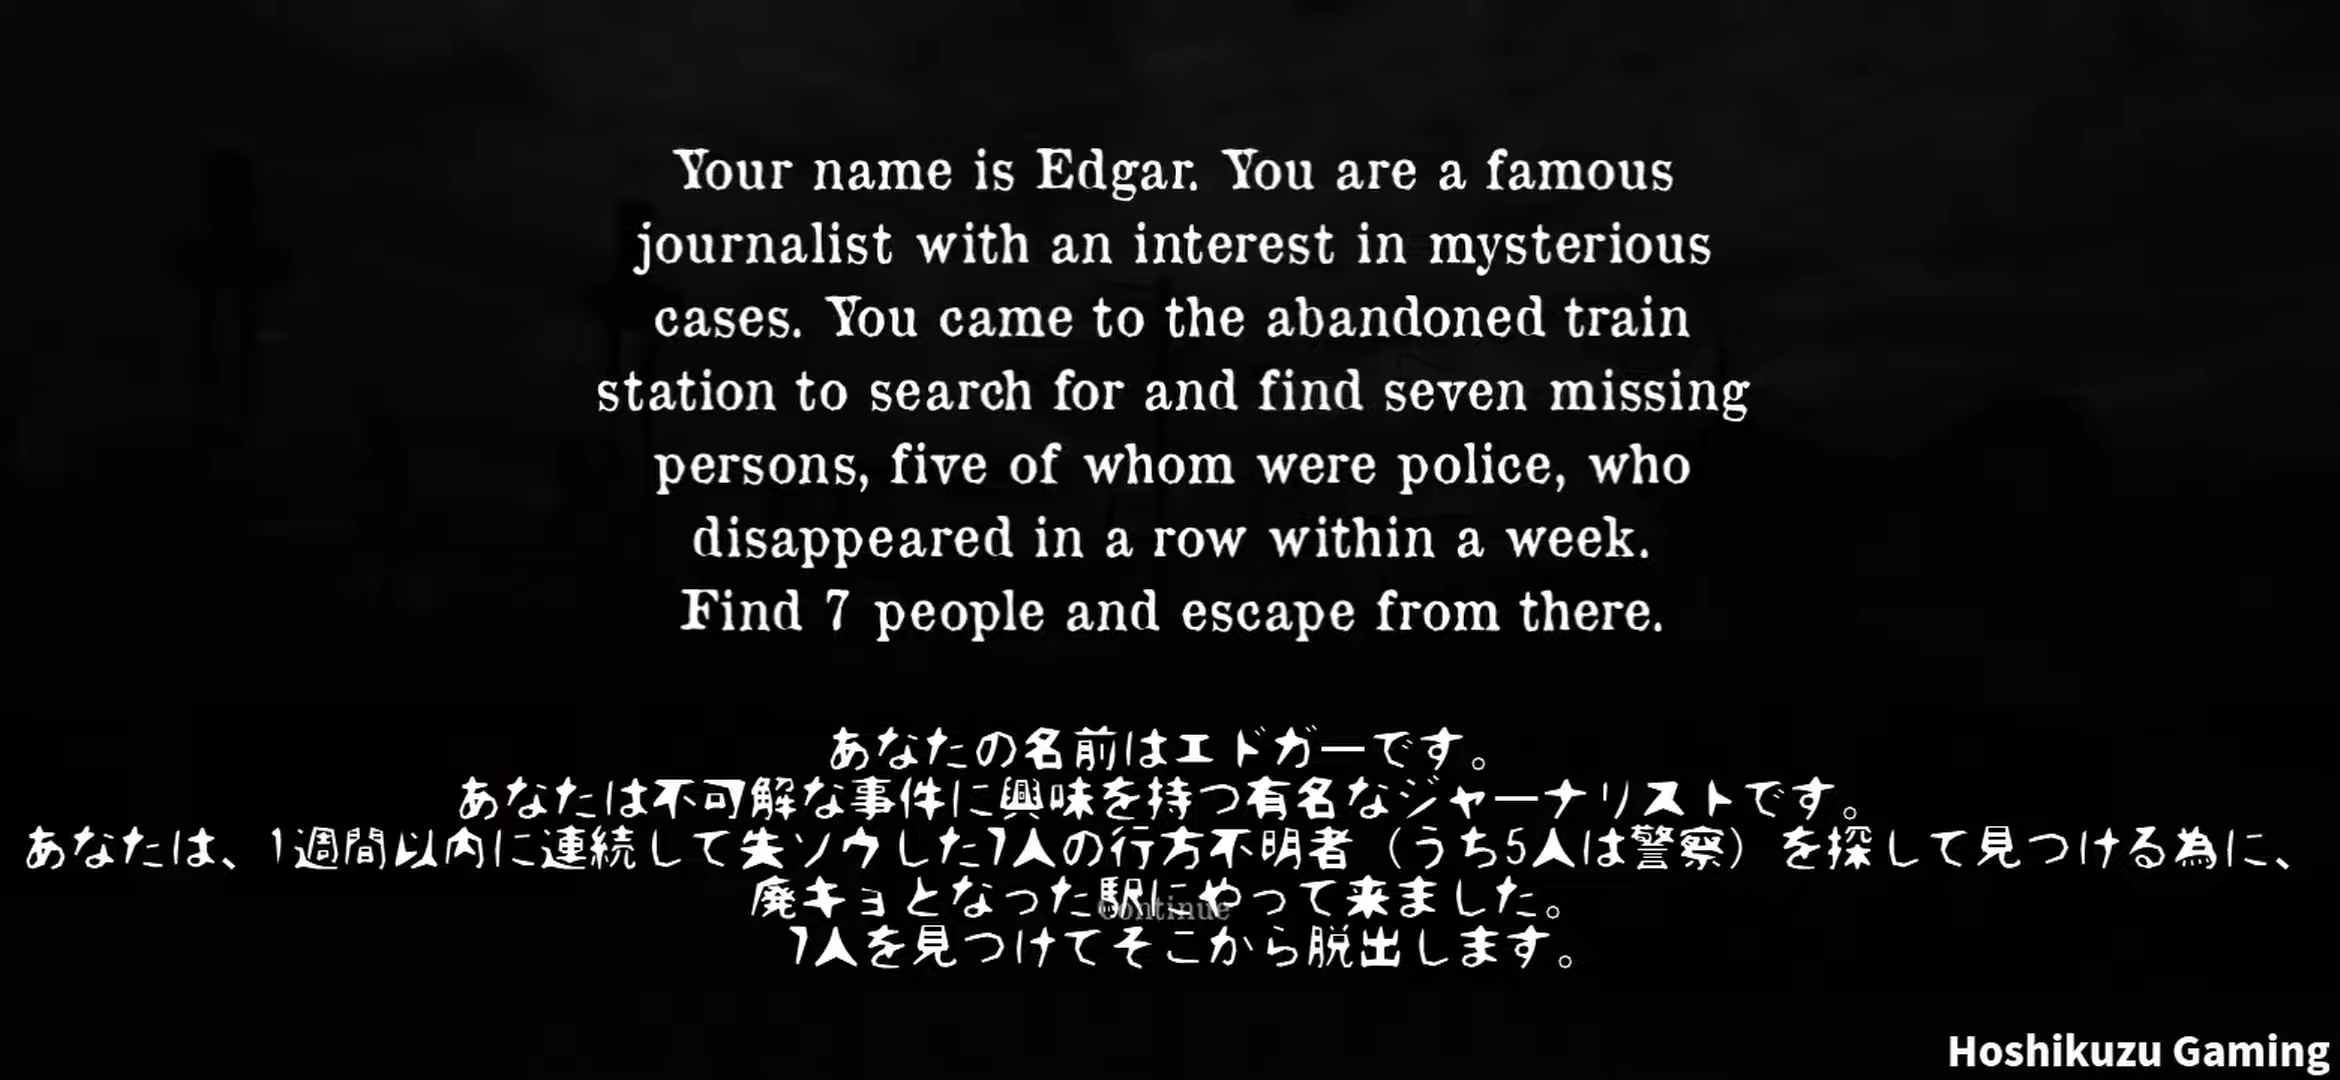 Your name is Edgar. You are a famous
journalist with an interest in mysterious
cases. You came to the abandoned train
station to search for and find seven missing
persons, five of whom were police, who
disappeared in a row within a week.
Find 7 people and escape from there.
あなたの名前はエドガーです。
あなたは不可解な事件に興味を持つ有名なジャーナリストです。
あなたは、1週間以内に連続して失ソウした7人の行方不明者（うち5人は警察）を探して見つける為に、
廃キョとなった駅にやって来ました。
Continue
7人を見つけてそこから脱出します。
Hoshikuzu Gaming